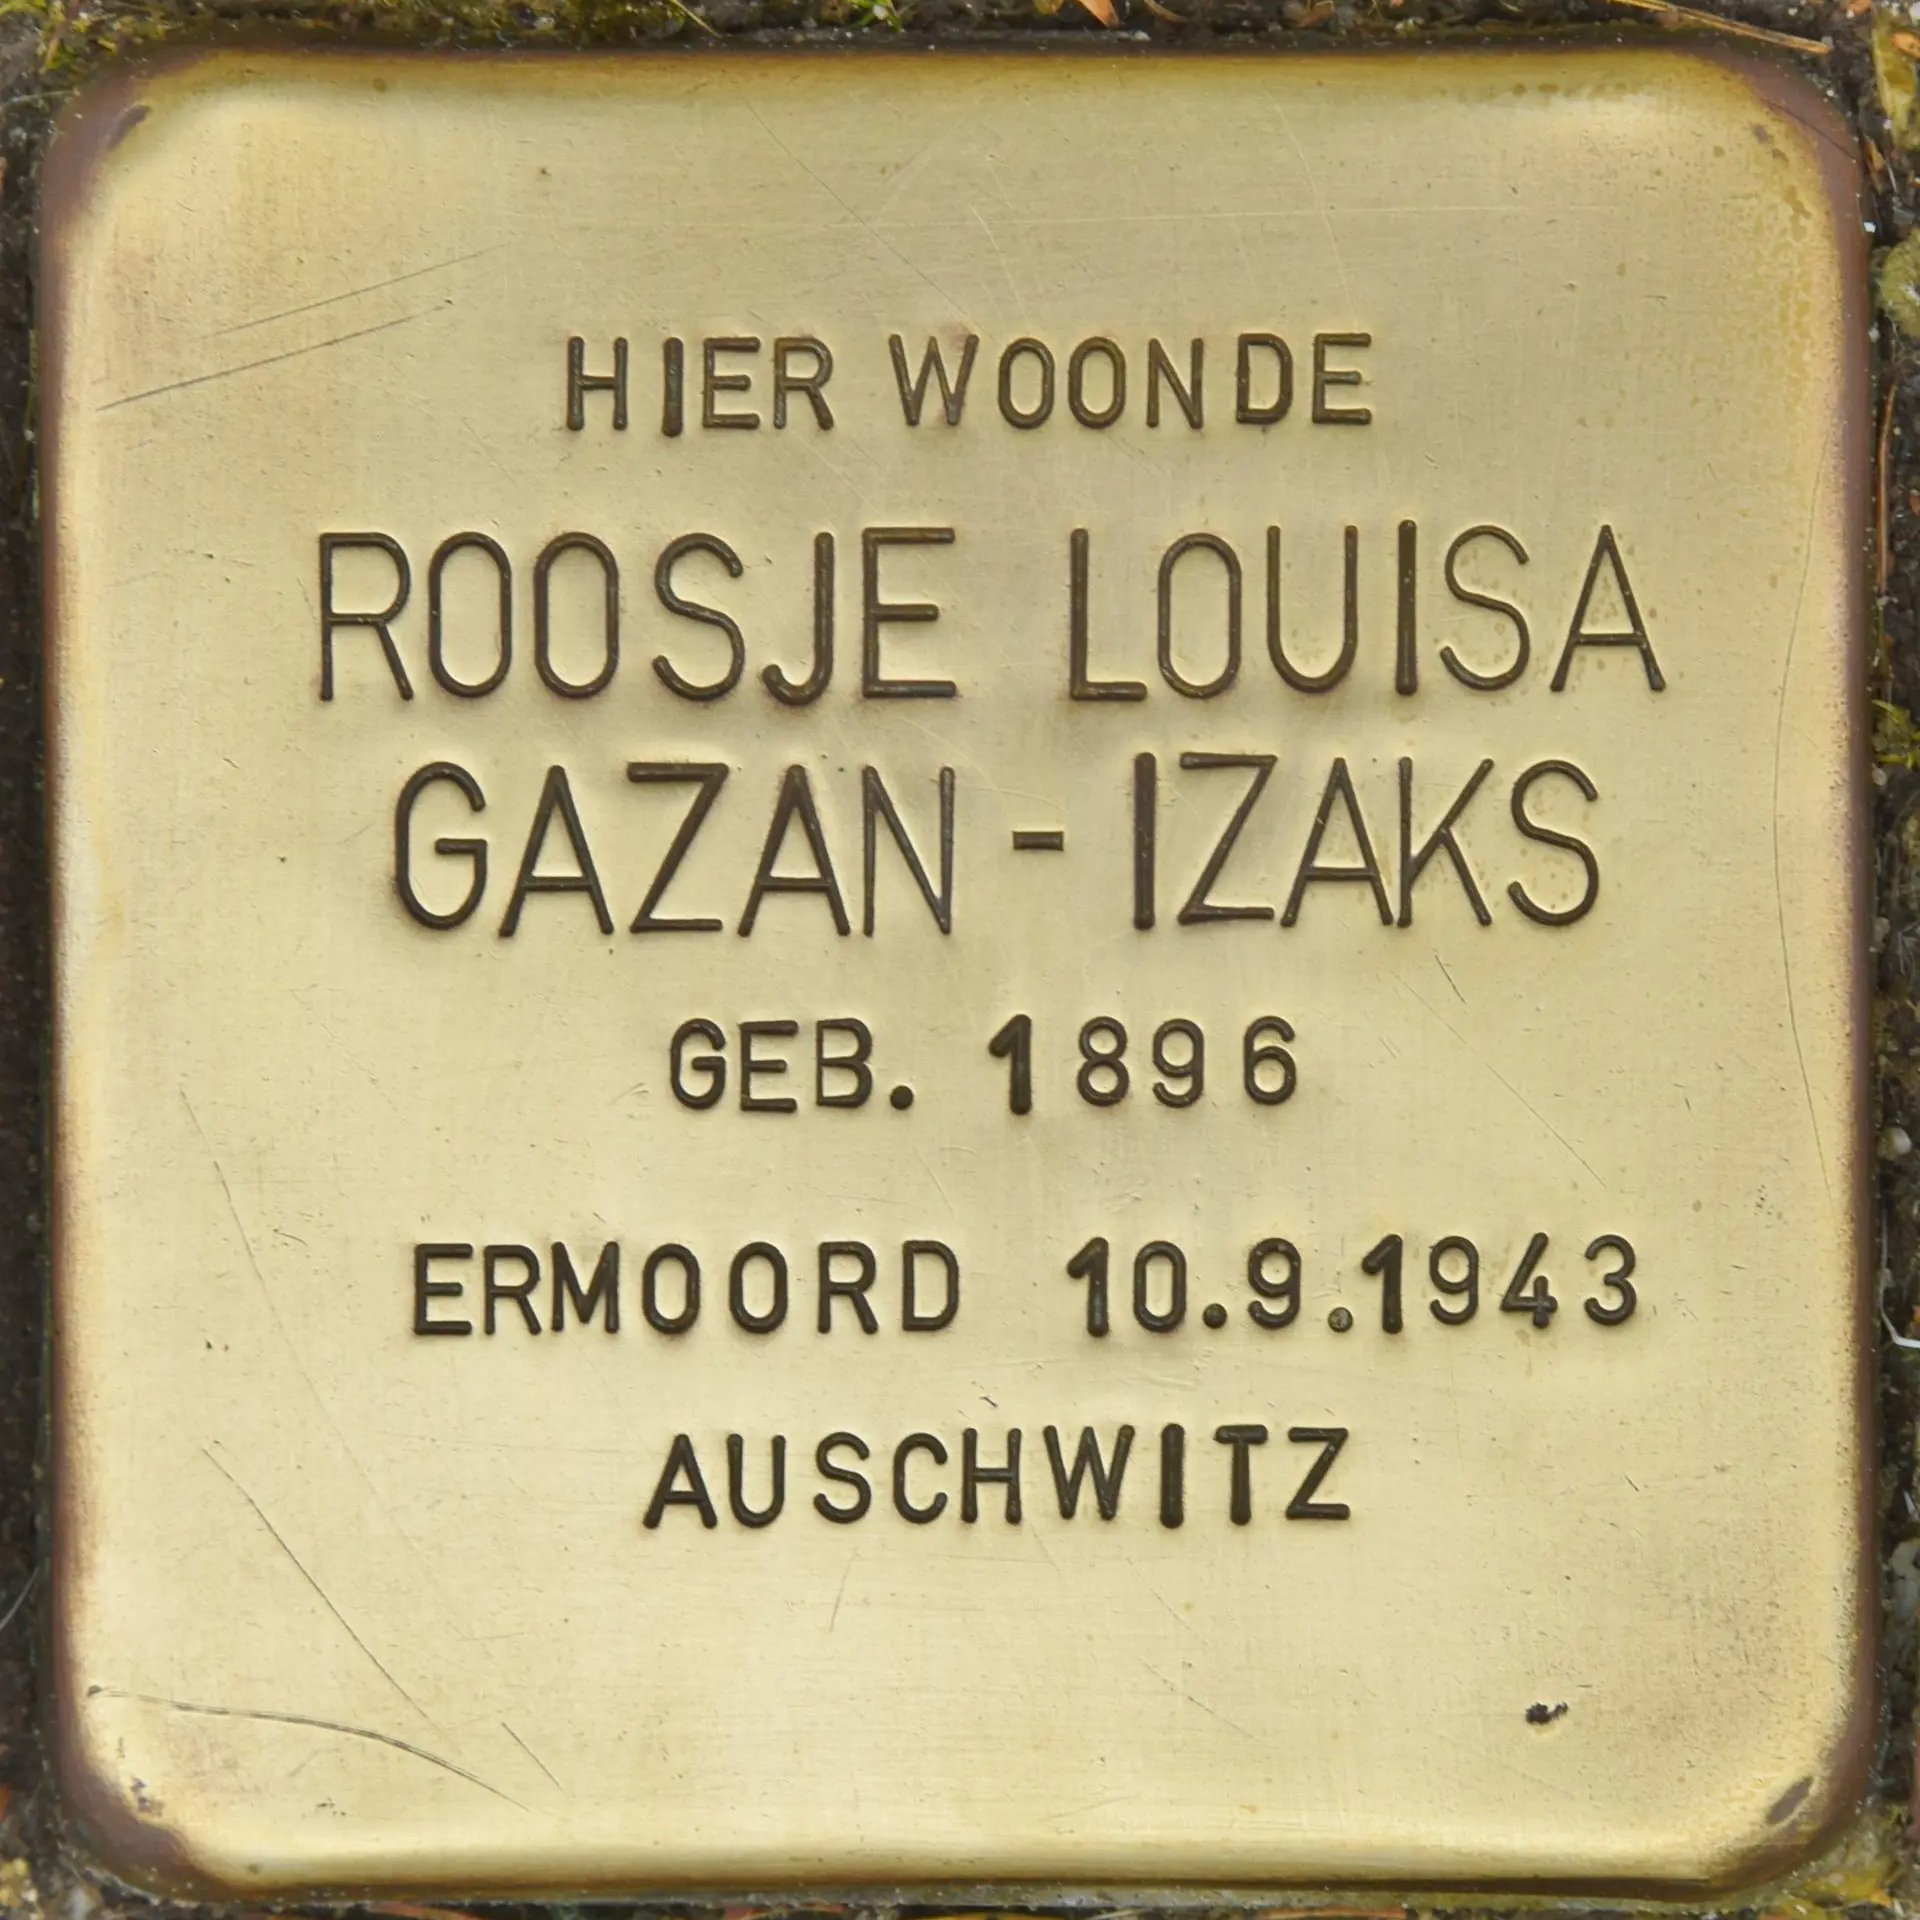 HIER WOONDE
ROOSJE LOUISA
GAZAN - IZAKS
GEB. 1896
ERMOORD 10.9.1943
AUSCHWITZ